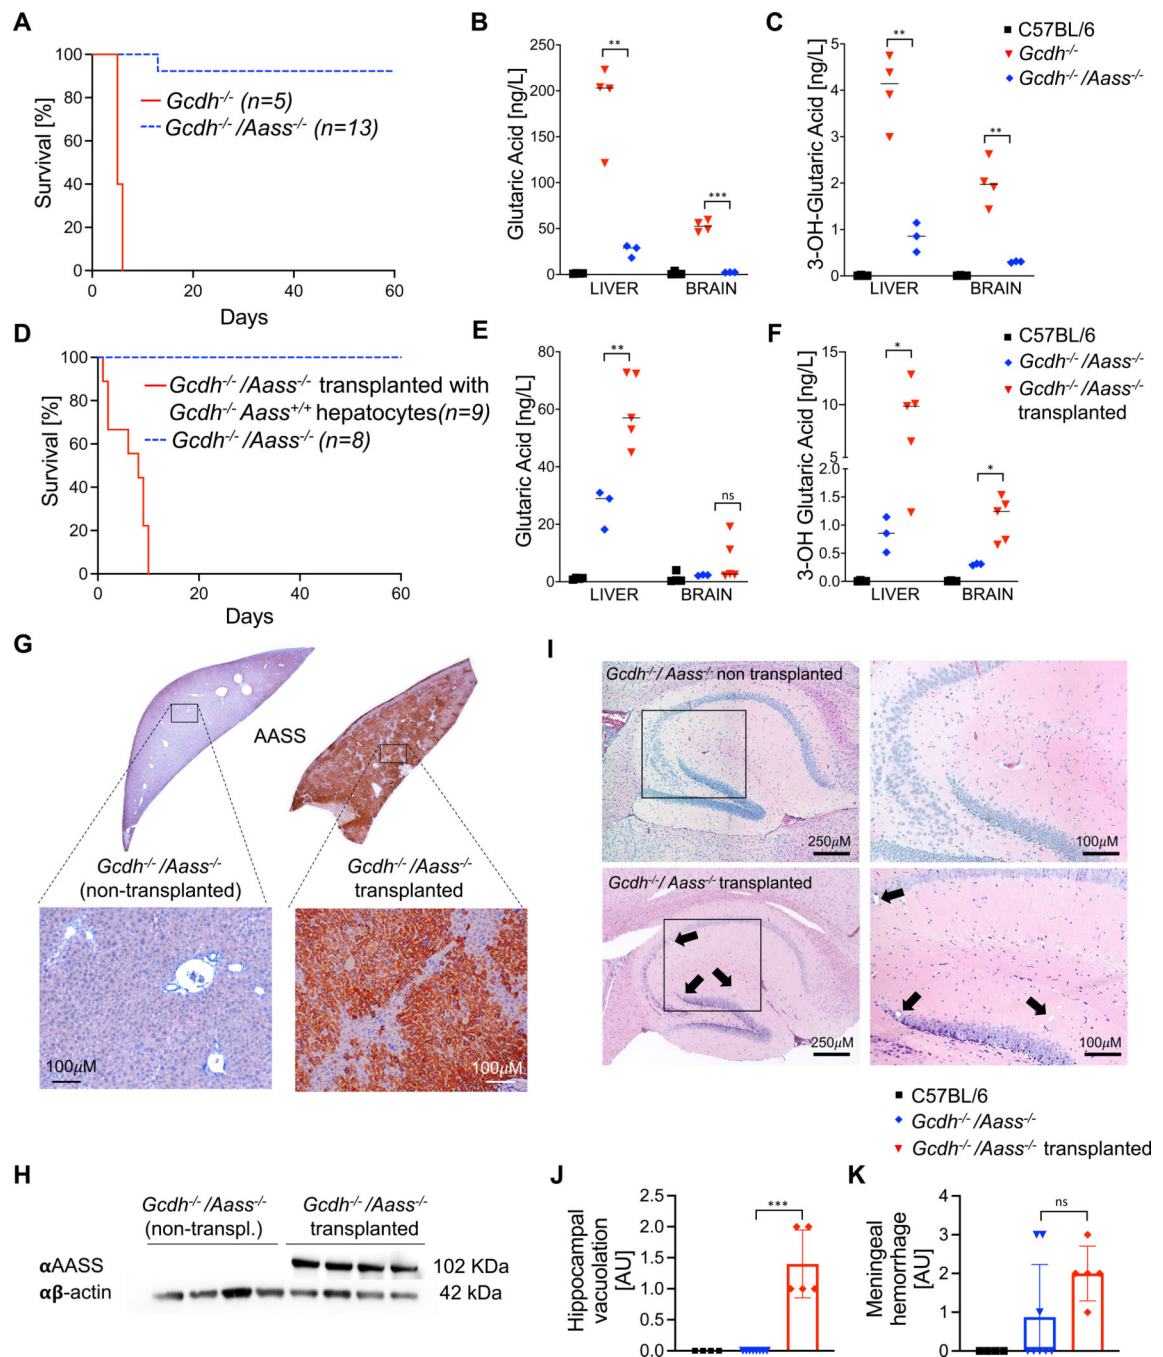 A
Survival [%]
100
80
60
40
20
0
0 20 40 60
Days
Gcdh-/- (n=5)
Gcdh-/- /Aass-/- (n=13)
B
Glutaric Acid [ng/L]
250
200
150
100
50
0
**
***
LIVER BRAIN
C
3-OH-Glutaric Acid [ng/L]
5
4
3
2
1
0
**
**
LIVER BRAIN
C57BL/6
Gcdh-/-
Gcdh-/- /Aass-/-
D
Survival [%]
100
80
60
40
20
0
0 20 40 60
Days
Gcdh-/- /Aass-/- transplanted with
Gcdh-/- Aass+/+ hepatocytes(n=9)
Gcdh-/- /Aass-/- (n=8)
E
Glutaric Acid [ng/L]
80
60
40
20
0
**
ns
LIVER BRAIN
F
3-OH Glutaric Acid [ng/L]
15
10
5
2.0
1.5
1.0
0.5
0.0
*
*
LIVER BRAIN
C57BL/6
Gcdh-/- /Aass-/-
Gcdh-/- /Aass-/-
transplanted
G
AASS
Gcdh-/- /Aass-/-
(non-transplanted)
Gcdh-/- /Aass-/-
transplanted
100μM
100μM
I
Gcdh-/-/ Aass-/- non transplanted
250μM
100μM
Gcdh-/-/ Aass-/- transplanted
250μM
100μM
C57BL/6
Gcdh-/- /Aass-/-
Gcdh-/- /Aass-/- transplanted
H
Gcdh-/- /Aass-/-
(non-transpl.)
Gcdh-/- /Aass-/-
transplanted
αAASS
102 KDa
αβ-actin
42 kDa
J
Hippocampal
vacuolation
[AU]
2.5
2.0
1.5
1.0
0.5
0.0
***
K
Meningeal
hemorrhage
[AU]
4
3
2
1
0
ns